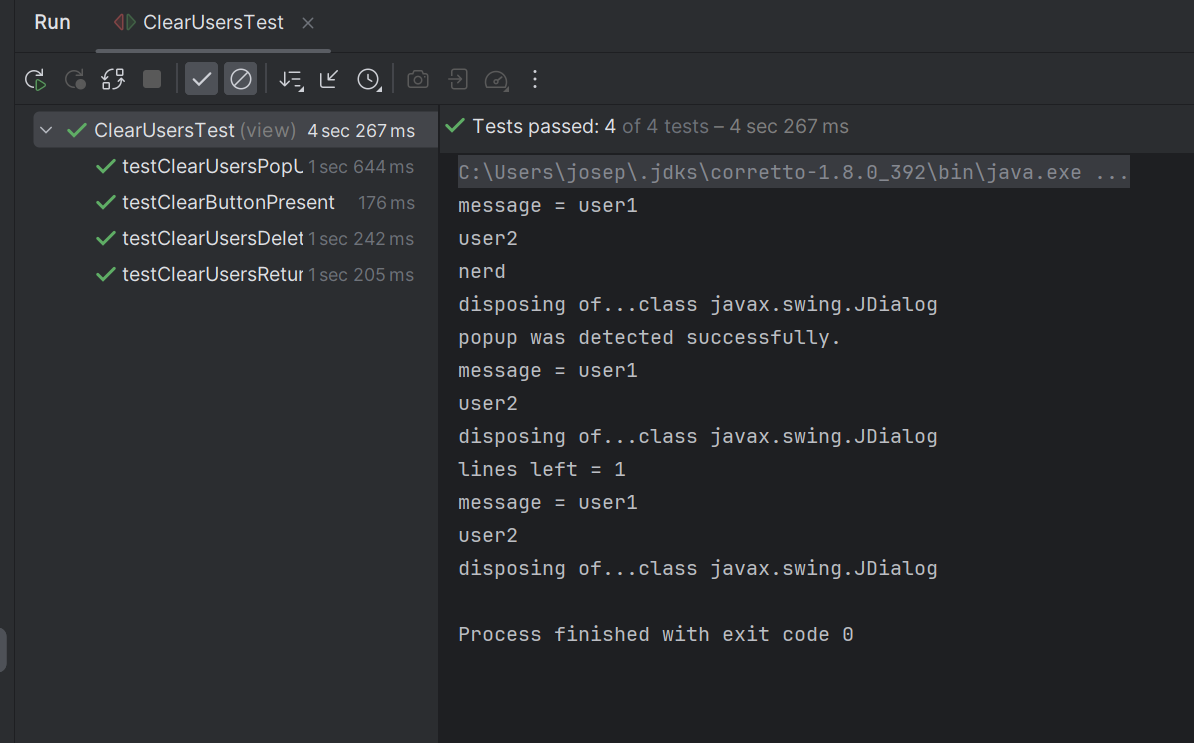 Run ClearUsersTest
ClearUsersTest (view) 4 sec 267 ms
testClearUsersPopU 1 sec 644 ms
testClearButtonPresent 176 ms
testClearUsersDelet 1 sec 242 ms
testClearUsersRetur 1 sec 205 ms
Tests passed: 4 of 4 tests – 4 sec 267 ms
C:\Users\josep\.jdks\corretto-1.8.0_392\bin\java.exe ...
message = user1
user2
nerd
disposing of...class javax.swing.JDialog
popup was detected successfully.
message = user1
user2
disposing of...class javax.swing.JDialog
lines left = 1
message = user1
user2
disposing of...class javax.swing.JDialog
Process finished with exit code 0